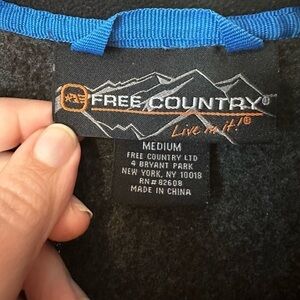 FREE COUNTRY®
Live in it!®
MEDIUM
FREE COUNTRY LTD
4 BRYANT PARK
NEW YORK, NY 10018
RN# 82608
MADE IN CHINA